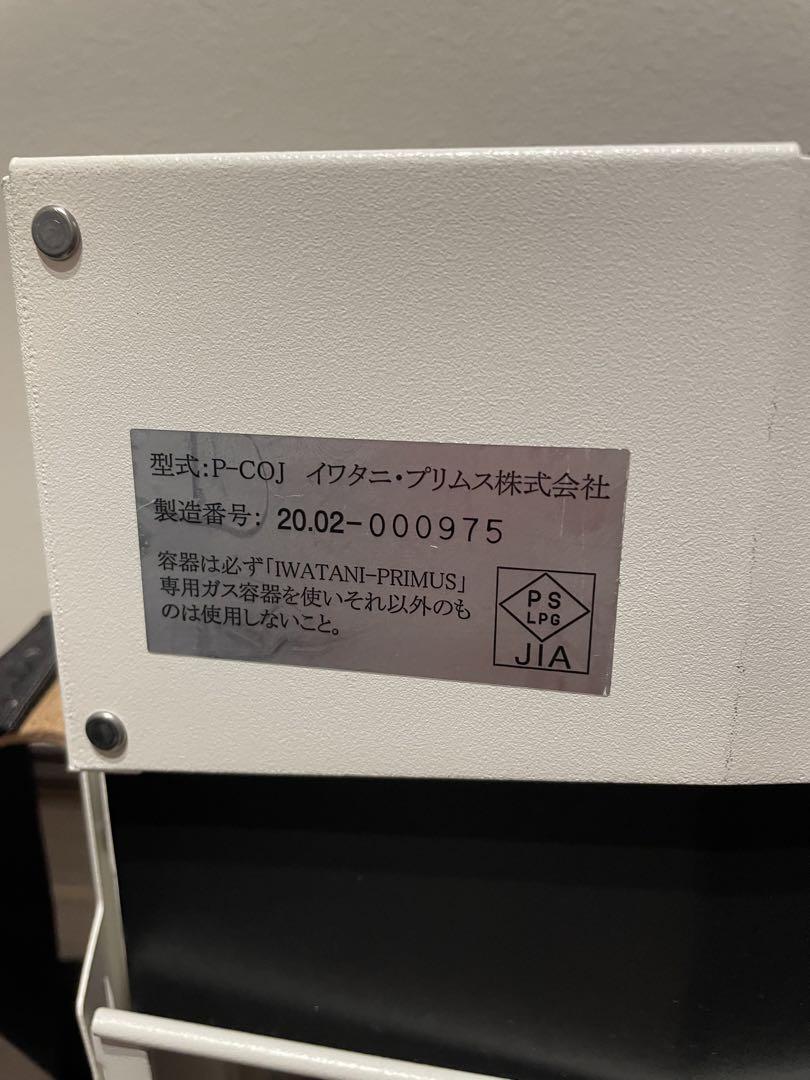 型式:P-COJ イワタニ・プリムス株式会社
製造番号: 20.02-000975
容器は必ず「IWATANI-PRIMUS」
専用ガス容器を使いそれ以外のも
のは使用しないこと。
PS
LPG
JIA